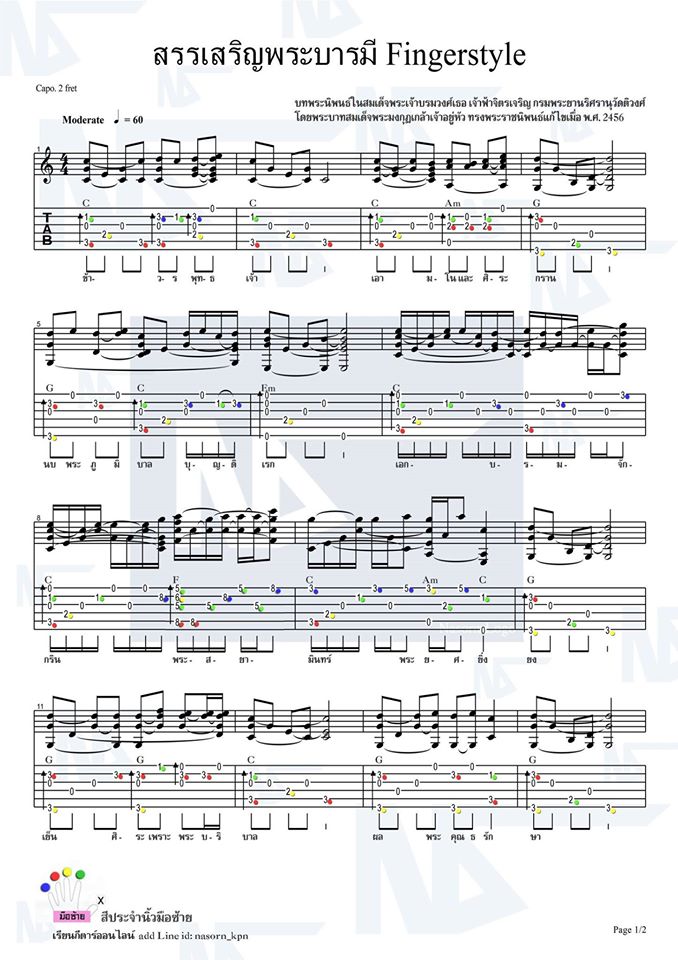 สรรเสริญพระบารมี Fingerstyle
Capo. 2 fret
บทพระนิพนธ์ในสมเด็จพระเจ้าบรมวงศ์เธอ เจ้าฟ้าจิตรเจริญ กรมพระยานริศรานุวัดติวงศ์
โดยพระบาทสมเด็จพระมงกุฎเกล้าเจ้าอยู่หัว ทรงพระราชนิพนธ์แก้ไขเมื่อ พ.ศ. 2456
Moderate = 60
1
4
4
C C C Am G
TAB
ข้า- ว- ร พุท- ธ เจ้า เอา ม- โน และ ศิ- ระ กราน
5
G C Em C
นบ พระ ภู มิ บาล บุ- ญ- ดิ เรก เอก- บ- ร- ม- จัก-
8
C F C Am C G
กริน พระ- ส- ยา- มินทร์ พระ ย- ศ- ยิ่ง ยง
11
G G G G
เย็น ศิ- ระ เพราะ พระ บ- ริ บาล ผล พระ คุณ ธ รัก ษา
x
มือซ้าย สีประจำนิ้วมือซ้าย
เรียนกีตาร์ออนไลน์ add Line id: nasorn_kpn
Page 1/2